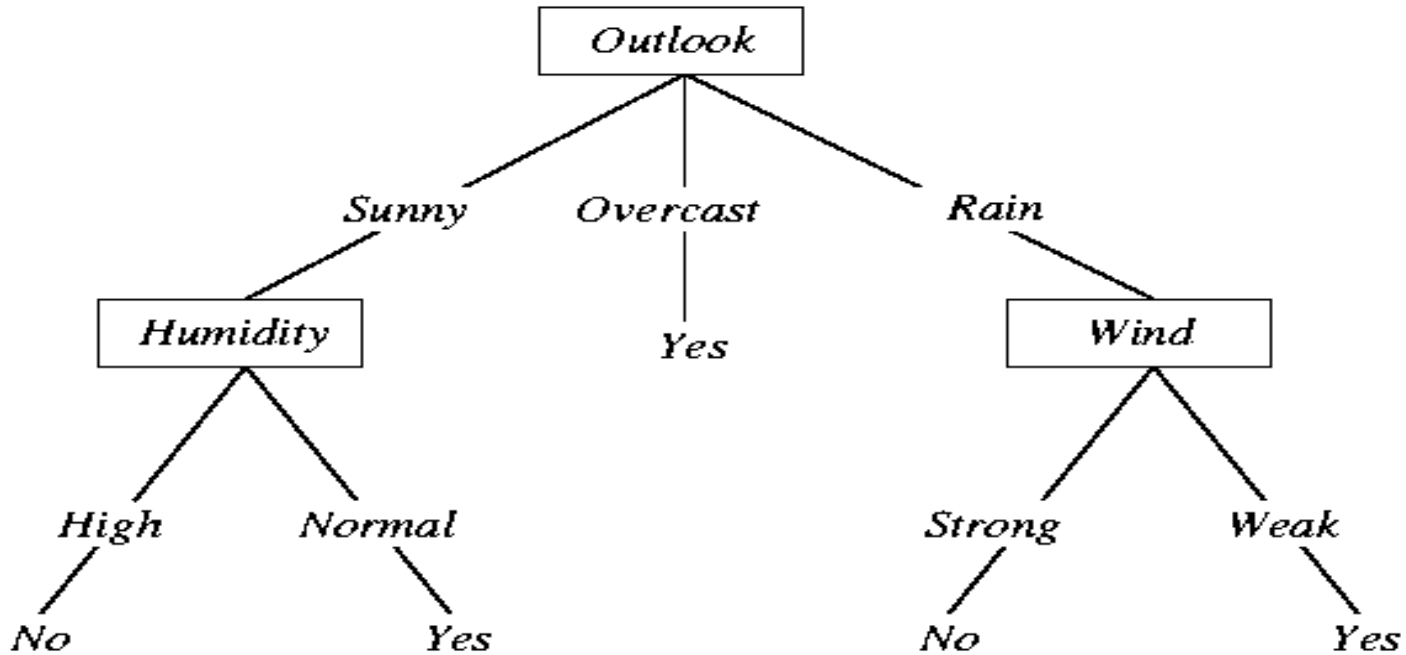 Outlook
Sunny Overcast Rain
Humidity Yes Wind
High Normal Strong Weak
No Yes No Yes